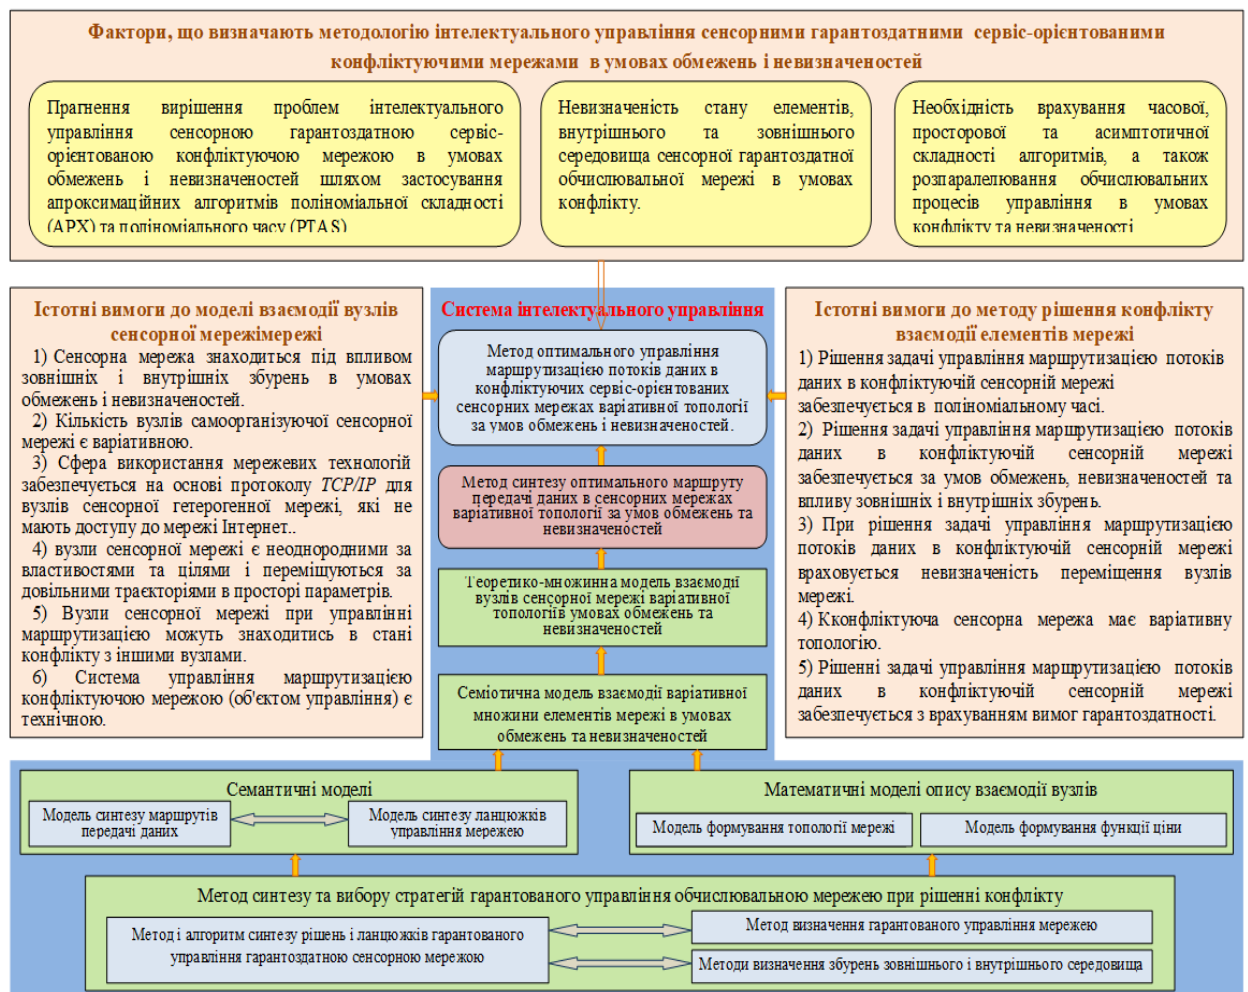 Фактори, що визначають методологію інтелектуального управління сенсорними гарантоздатними сервіс-орієнтованими
конфліктуючими мережами в умовах обмежень і невизначеностей
Прагнення вирішення проблем інтелектуального
управління сенсорною гарантоздатною сервіс-
орієнтованою конфліктуючою мережою в умовах
обмежень і невизначеностей шляхом застосування
апроксимаційних алгоритмів поліноміальної складності
(APX) та поліноміального часу (PTAS)
Невизначеність стану елементів,
внутрішнього та зовнішнього
середовища сенсорної гарантоздатної
обчислювальної мережі в умовах
конфлікту.
Необхідність врахування часової,
просторової та асимптотичної
складності алгоритмів, а також
розпаралелювання обчислювальних
процесів управління в умовах
конфлікту та невизначеності
Істотні вимоги до моделі взаємодії вузлів
сенсорної мережімережі
1) Сенсорна мережа знаходиться під впливом
зовнішніх і внутрішніх збурень в умовах
обмежень і невизначеностей.
2) Кількість вузлів самоорганізуючої сенсорної
мережі є варіативною.
3) Сфера використання мережевих технологій
забезпечується на основі протоколу TCP/IP для
вузлів сенсорної гетерогенної мережі, які не
мають доступу до мережі Інтернет..
4) вузли сенсорної мережі є неоднорідними за
властивостями та цілями і переміщуються за
довільними траєкторіями в просторі параметрів.
5) Вузли сенсорної мережі при управлінні
маршрутизацією можуть знаходитись в стані
конфлікту з іншими вузлами.
6) Система управління маршрутизацією
конфліктуючою мережою (об'єктом управління) є
технічною.
Система інтелектуального управління
Метод оптимального управління
маршрутизацією потоків даних в
конфліктуючих сервіс-орієнтованих
сенсорних мережах варіативної топології
за умов обмежень і невизначеностей.
Метод синтезу оптимального маршруту
передачі даних в сенсорних мережах
варіативної топології за умов обмежень та
невизначеностей
Теоретико-множинна модель взаємодії
вузлів сенсорної мережі варіативної
топологіїв умовах обмежень та
невизначеностей
Семіотична модель взаємодії варіативної
множини елементів мережі в умовах
обмежень та невизначеностей
Істотні вимоги до методу рішення конфлікту
взаємодії елементів мережі
1) Рішення задачі управління маршрутизацією потоків
даних в конфліктуючій сенсорній мережі
забезпечується в поліноміальному часі.
2) Рішення задачі управління маршрутизацією потоків
даних в конфліктуючій сенсорній мережі
забезпечується за умов обмежень, невизначеностей та
впливу зовнішніх і внутрішніх збурень.
3) При рішення задачі управління маршрутизацією
потоків даних в конфліктуючій сенсорній мережі
враховується невизначеність переміщення вузлів
мережі.
4) Кконфліктуюча сенсорна мережа має варіативну
топологію.
5) Рішенні задачі управління маршрутизацією потоків
даних в конфліктуючій сенсорній мережі
забезпечується з врахуванням вимог гарантоздатності.
Семантичні моделі
Модель синтезу маршрутів
передачі даних
Модель синтезу ланцюжків
управління мережею
Математичні моделі опису взаємодії вузлів
Модель формування топології мережі
Модель формування функції ціни
Метод синтезу та вибору стратегій гарантованого управління обчислювальною мережею при рішенні конфлікту
Метод і алгоритм синтезу рішень і ланцюжків гарантованого
управління гарантоздатною сенсорною мережою
Метод визначення гарантованого управління мережею
Методи визначення збурень зовнішнього і внутрішнього середовища